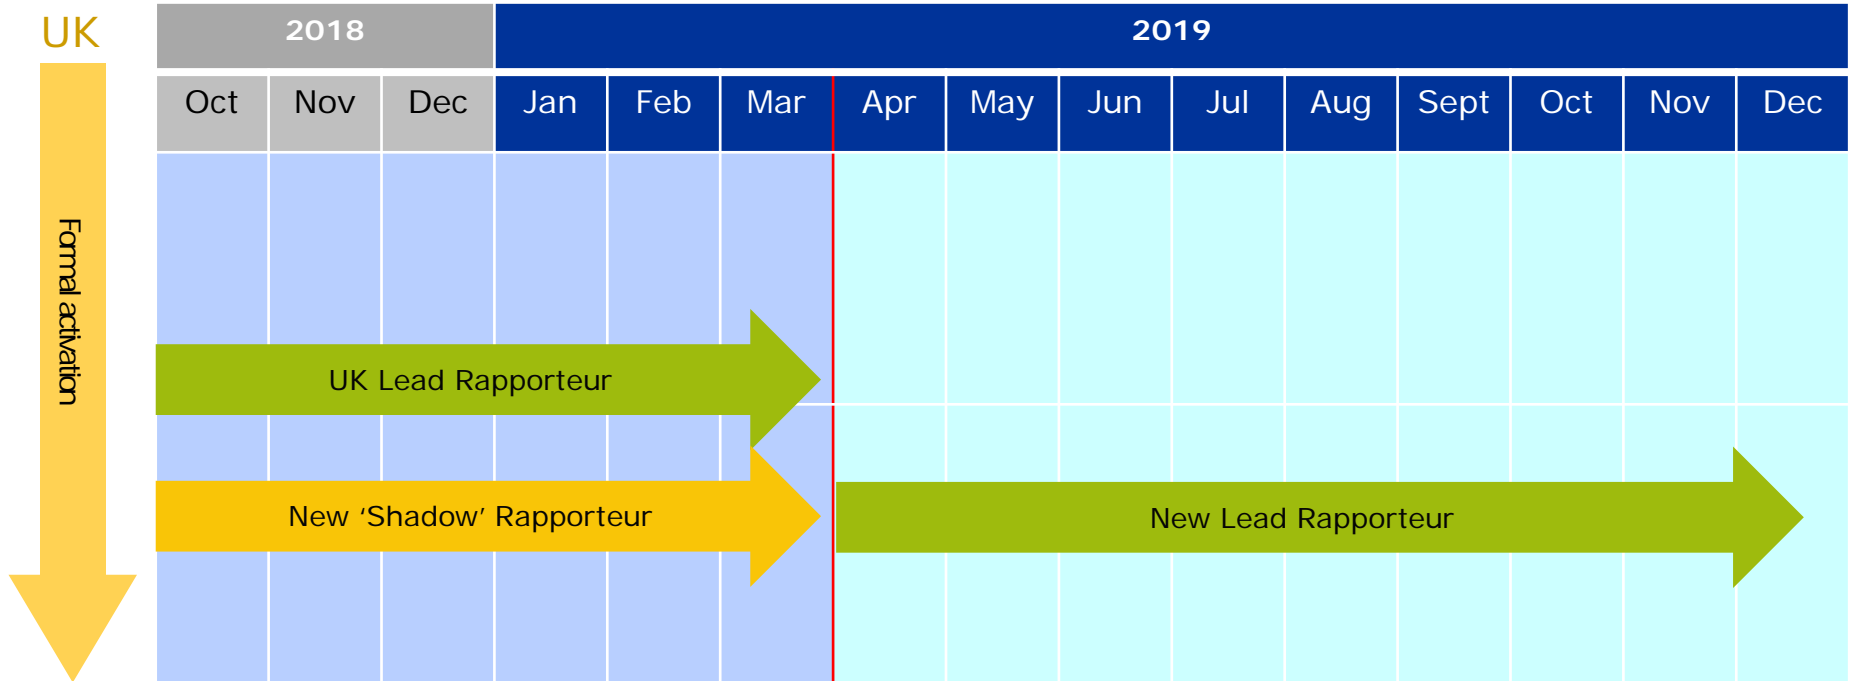 UK
2018
2019
Oct
Nov
Dec
Jan
Feb
Mar
Apr
May
Jun
Jul
Aug
Sept
Oct
Nov
Dec
Formal activation
UK Lead Rapporteur
New ‘Shadow’ Rapporteur
New Lead Rapporteur